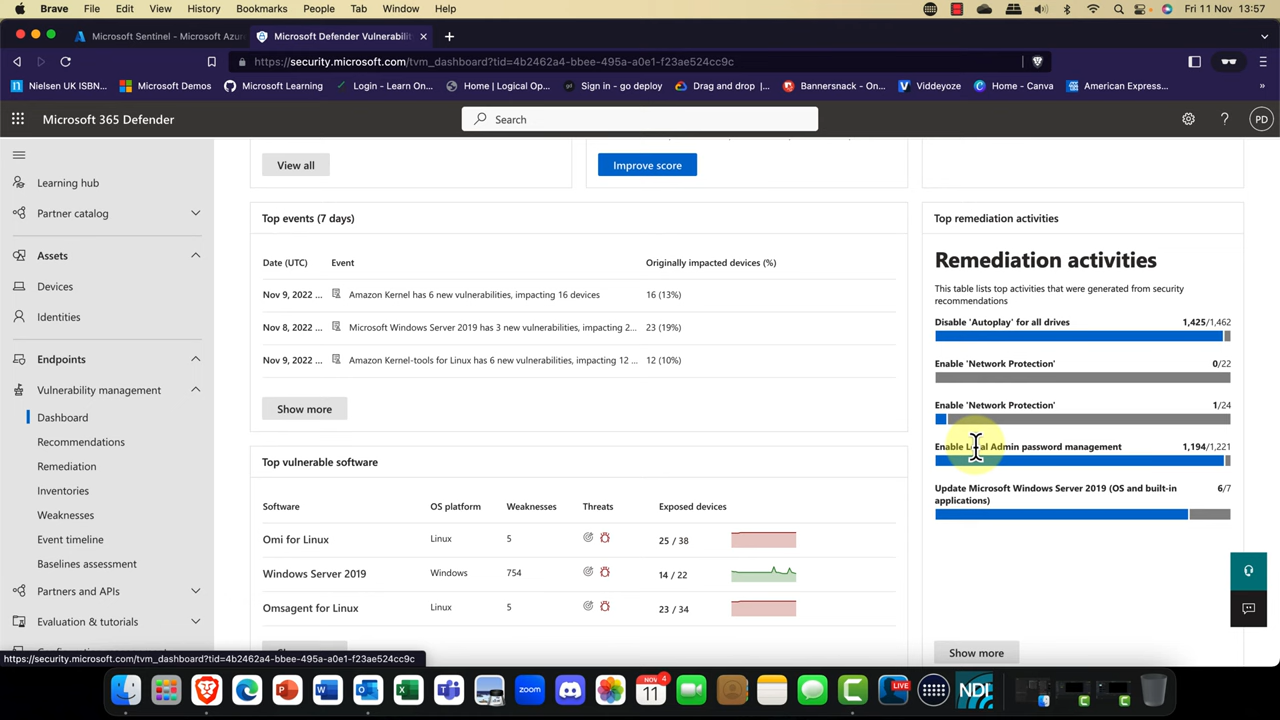 Brave File Edit View History Bookmarks People Tab Window Help
Fri 11 Nov 13:57
Microsoft Sentinel - Microsoft Azu
Microsoft Defender Vulnerabilit
https://security.microsoft.com/tvm_dashboard?tid=4b2462a4-bbee-495a-a0e1-f23ae524cc9c
Nielsen UK ISBN... Microsoft Demos Microsoft Learning Login - Learn On... Home | Logical Op... Sign in - go deploy Drag and drop |... Bannersnack - On... Viddeyoze Home - Canva American Express... »
Microsoft 365 Defender
Search
PD
Learning hub
Partner catalog
Assets
Devices
Identities
Endpoints
Vulnerability management
Dashboard
Recommendations
Remediation
Inventories
Weaknesses
Event timeline
Baselines assessment
Partners and APIs
Evaluation & tutorials
View all
Improve score
Top events (7 days)
Date (UTC) Event Originally impacted devices (%)
Nov 9, 2022 ... Amazon Kernel has 6 new vulnerabilities, impacting 16 devices 16 (13%)
Nov 8, 2022 ... Microsoft Windows Server 2019 has 3 new vulnerabilities, impacting 2... 23 (19%)
Nov 9, 2022 ... Amazon Kernel-tools for Linux has 6 new vulnerabilities, impacting 12 ... 12 (10%)
Show more
Top vulnerable software
Software OS platform Weaknesses Threats Exposed devices
Omi for Linux Linux 5 25 / 38
Windows Server 2019 Windows 754 14 / 22
Omsagent for Linux Linux 5 23 / 34
Top remediation activities
Remediation activities
This table lists top activities that were generated from security
recommendations
Disable 'Autoplay' for all drives 1,425/1,462
Enable 'Network Protection' 0/22
Enable 'Network Protection' 1/24
Enable Local Admin password management 1,194/1,221
Update Microsoft Windows Server 2019 (OS and built-in 6/7
applications)
Show more
https://security.microsoft.com/tvm_dashboard?tid=4b2462a4-bbee-495a-a0e1-f23ae524cc9c
NOV 4
11
zoom
LIVE
NDI